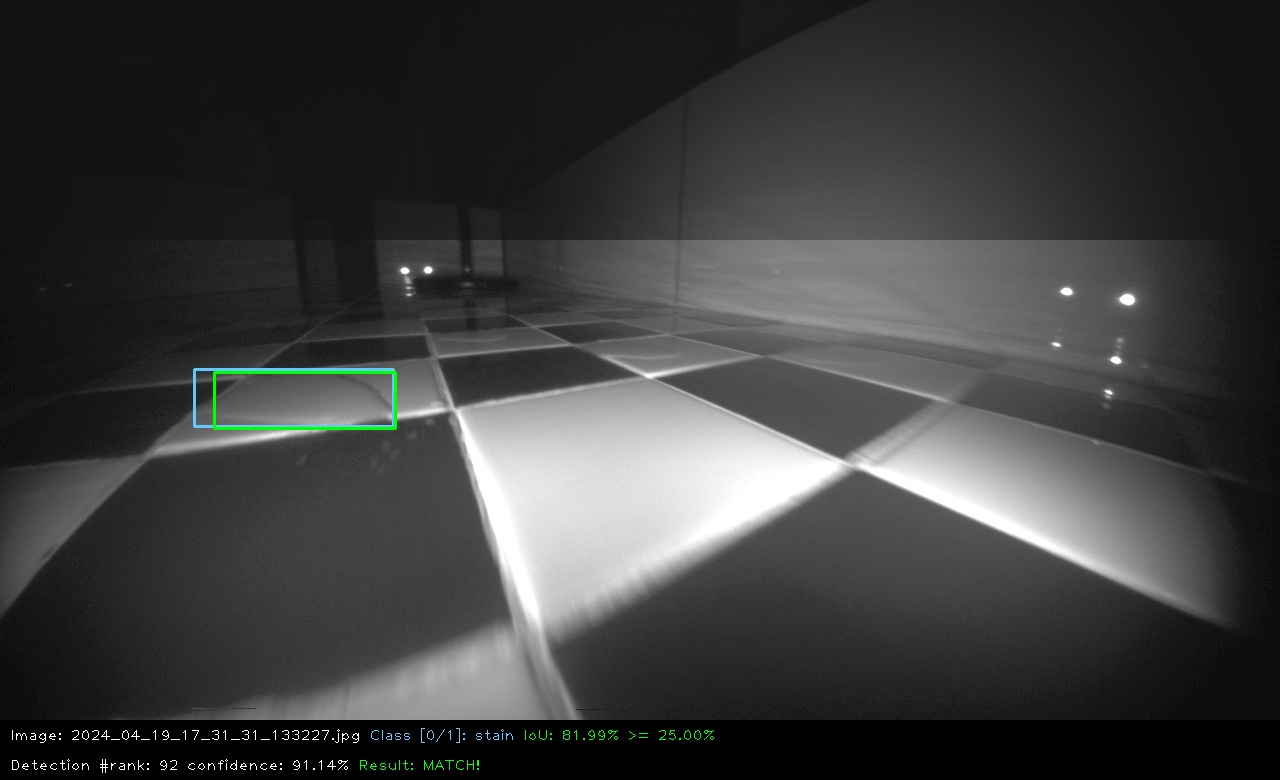 Image: 2024_04_19_17_31_31_133227.jpg Class [0/1]: stain IoU: 81.99% >= 25.00%
Detection #rank: 92 confidence: 91.14% Result: MATCH!